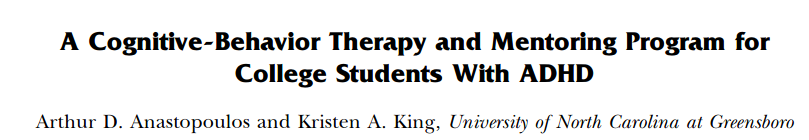 A Cognitive-Behavior Therapy and Mentoring Program for
College Students With ADHD
Arthur D. Anastopoulos and Kristen A. King, University of North Carolina at Greensboro